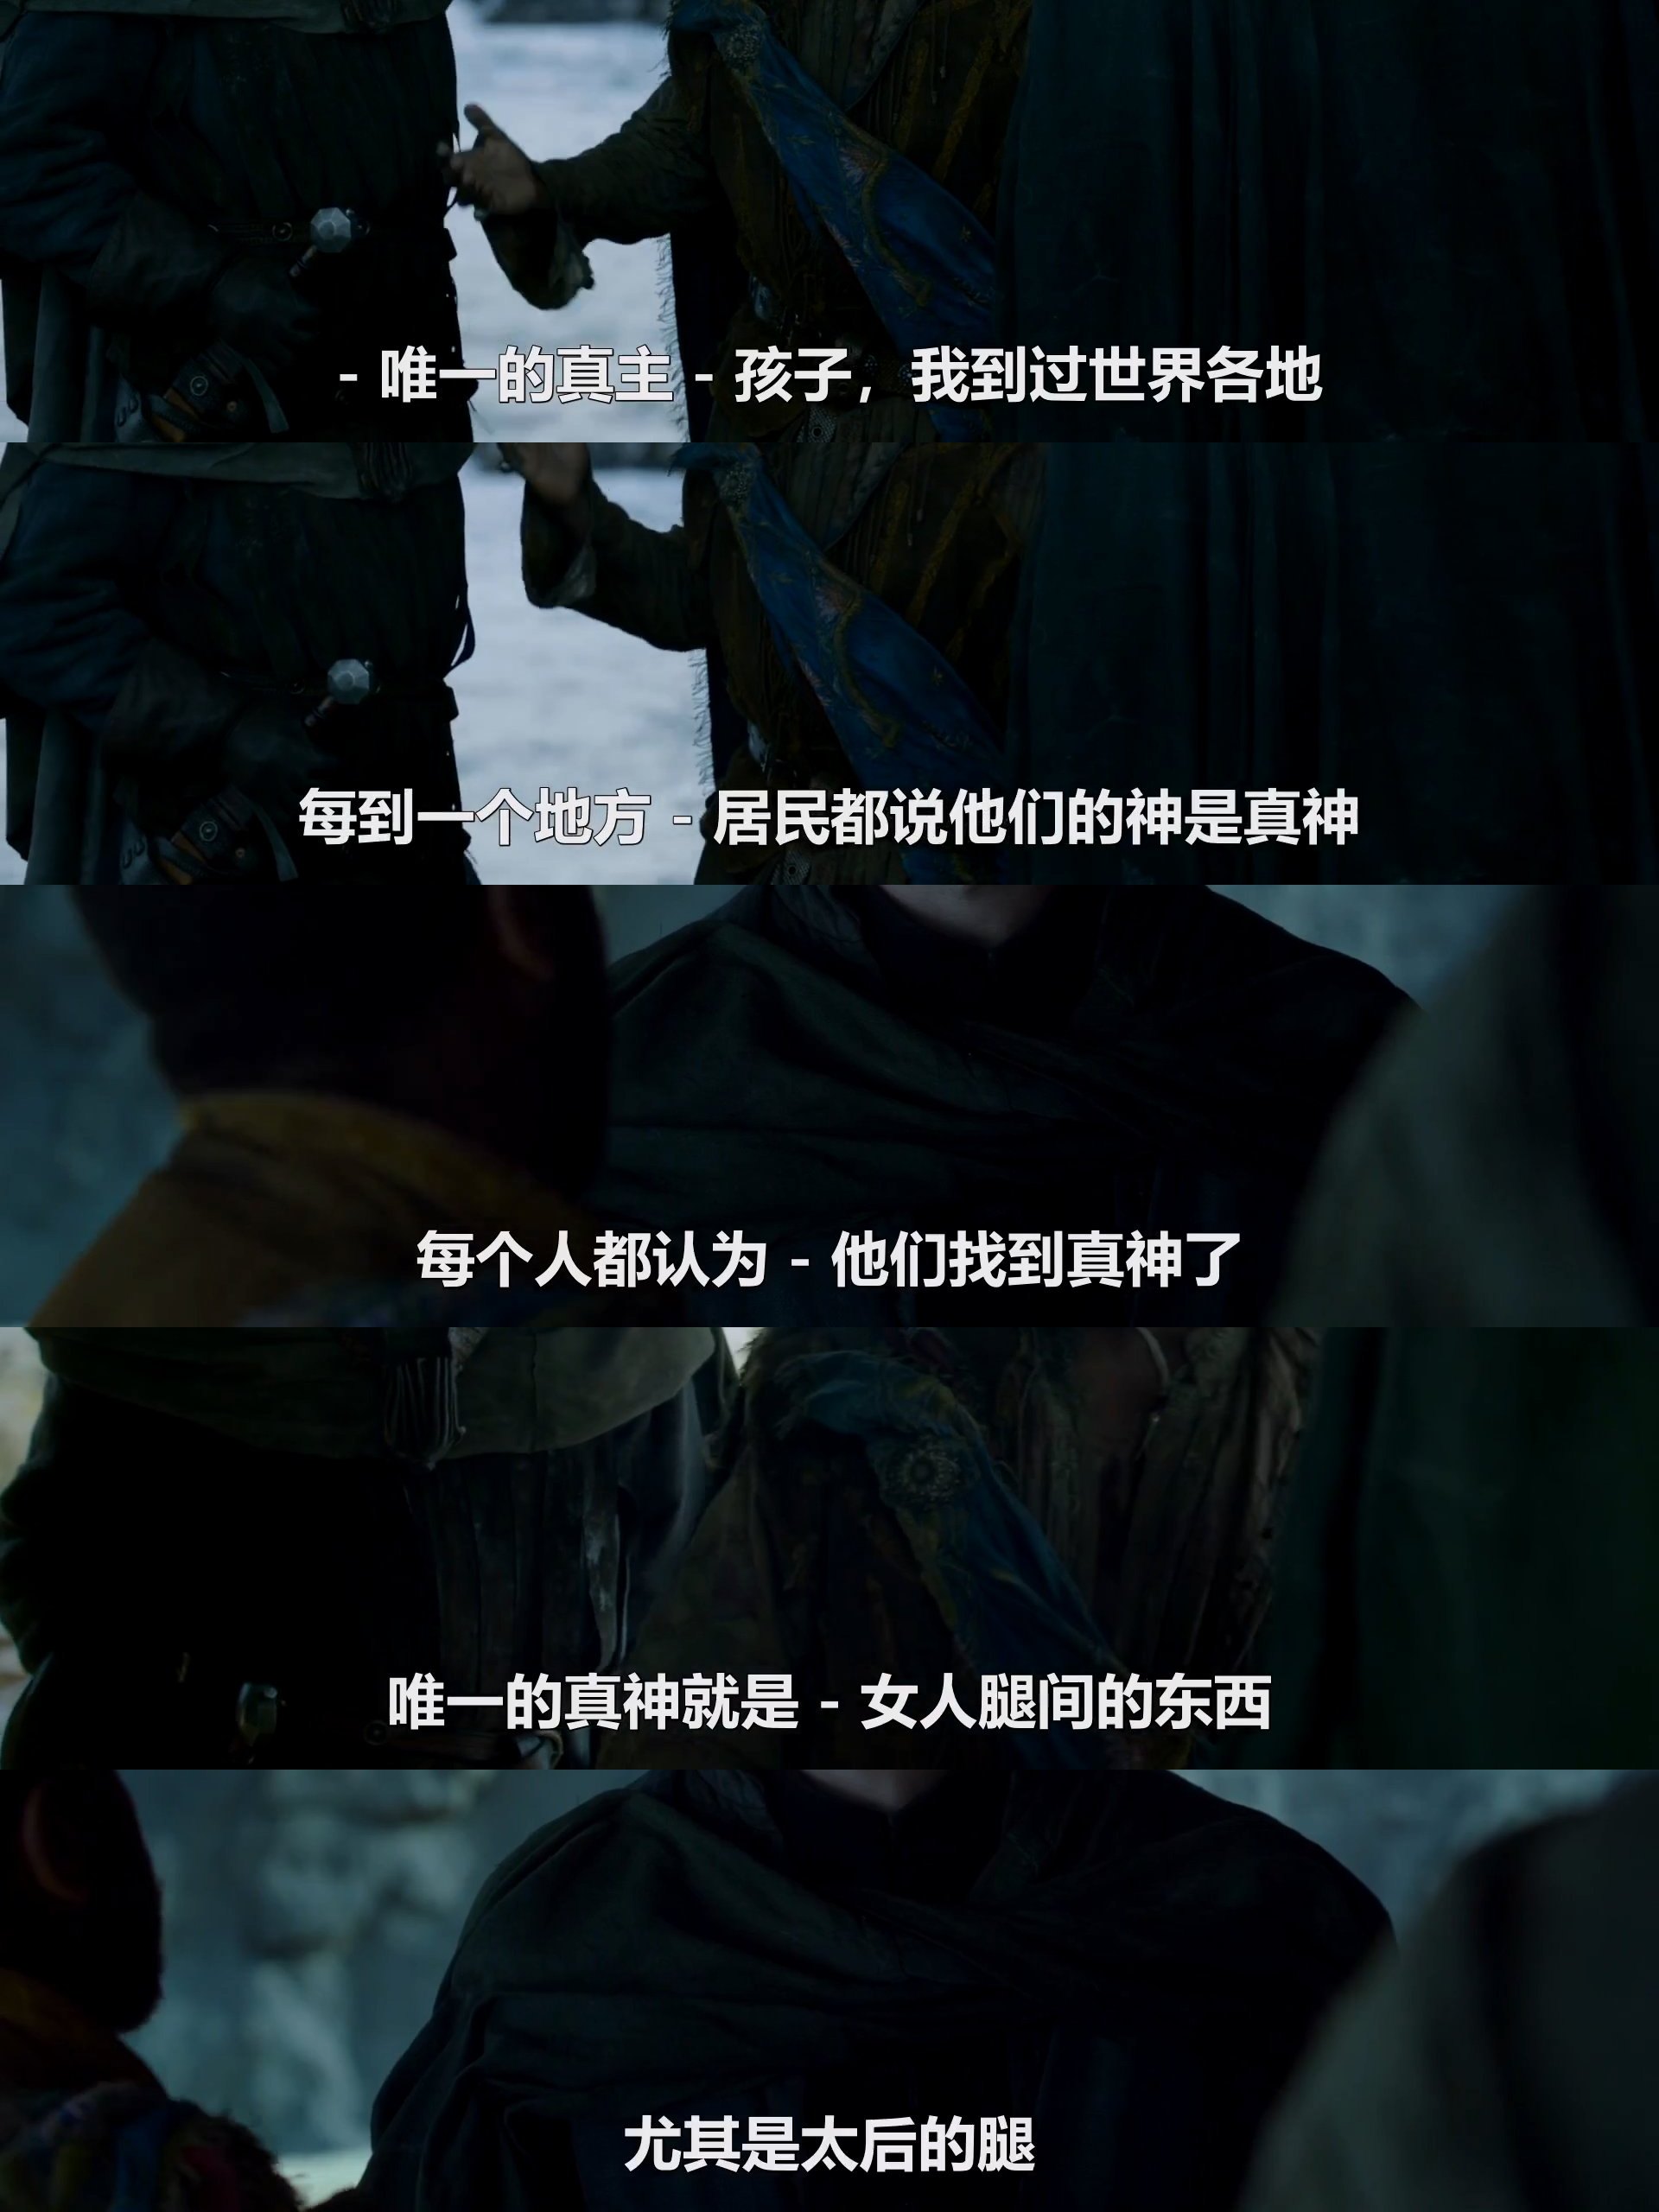 - 唯一的真主 - 孩子，我到过世界各地
每到一个地方 - 居民都说他们的神是真神
每个人都认为 - 他们找到真神了
唯一的真神就是 - 女人腿间的东西
尤其是太后的腿